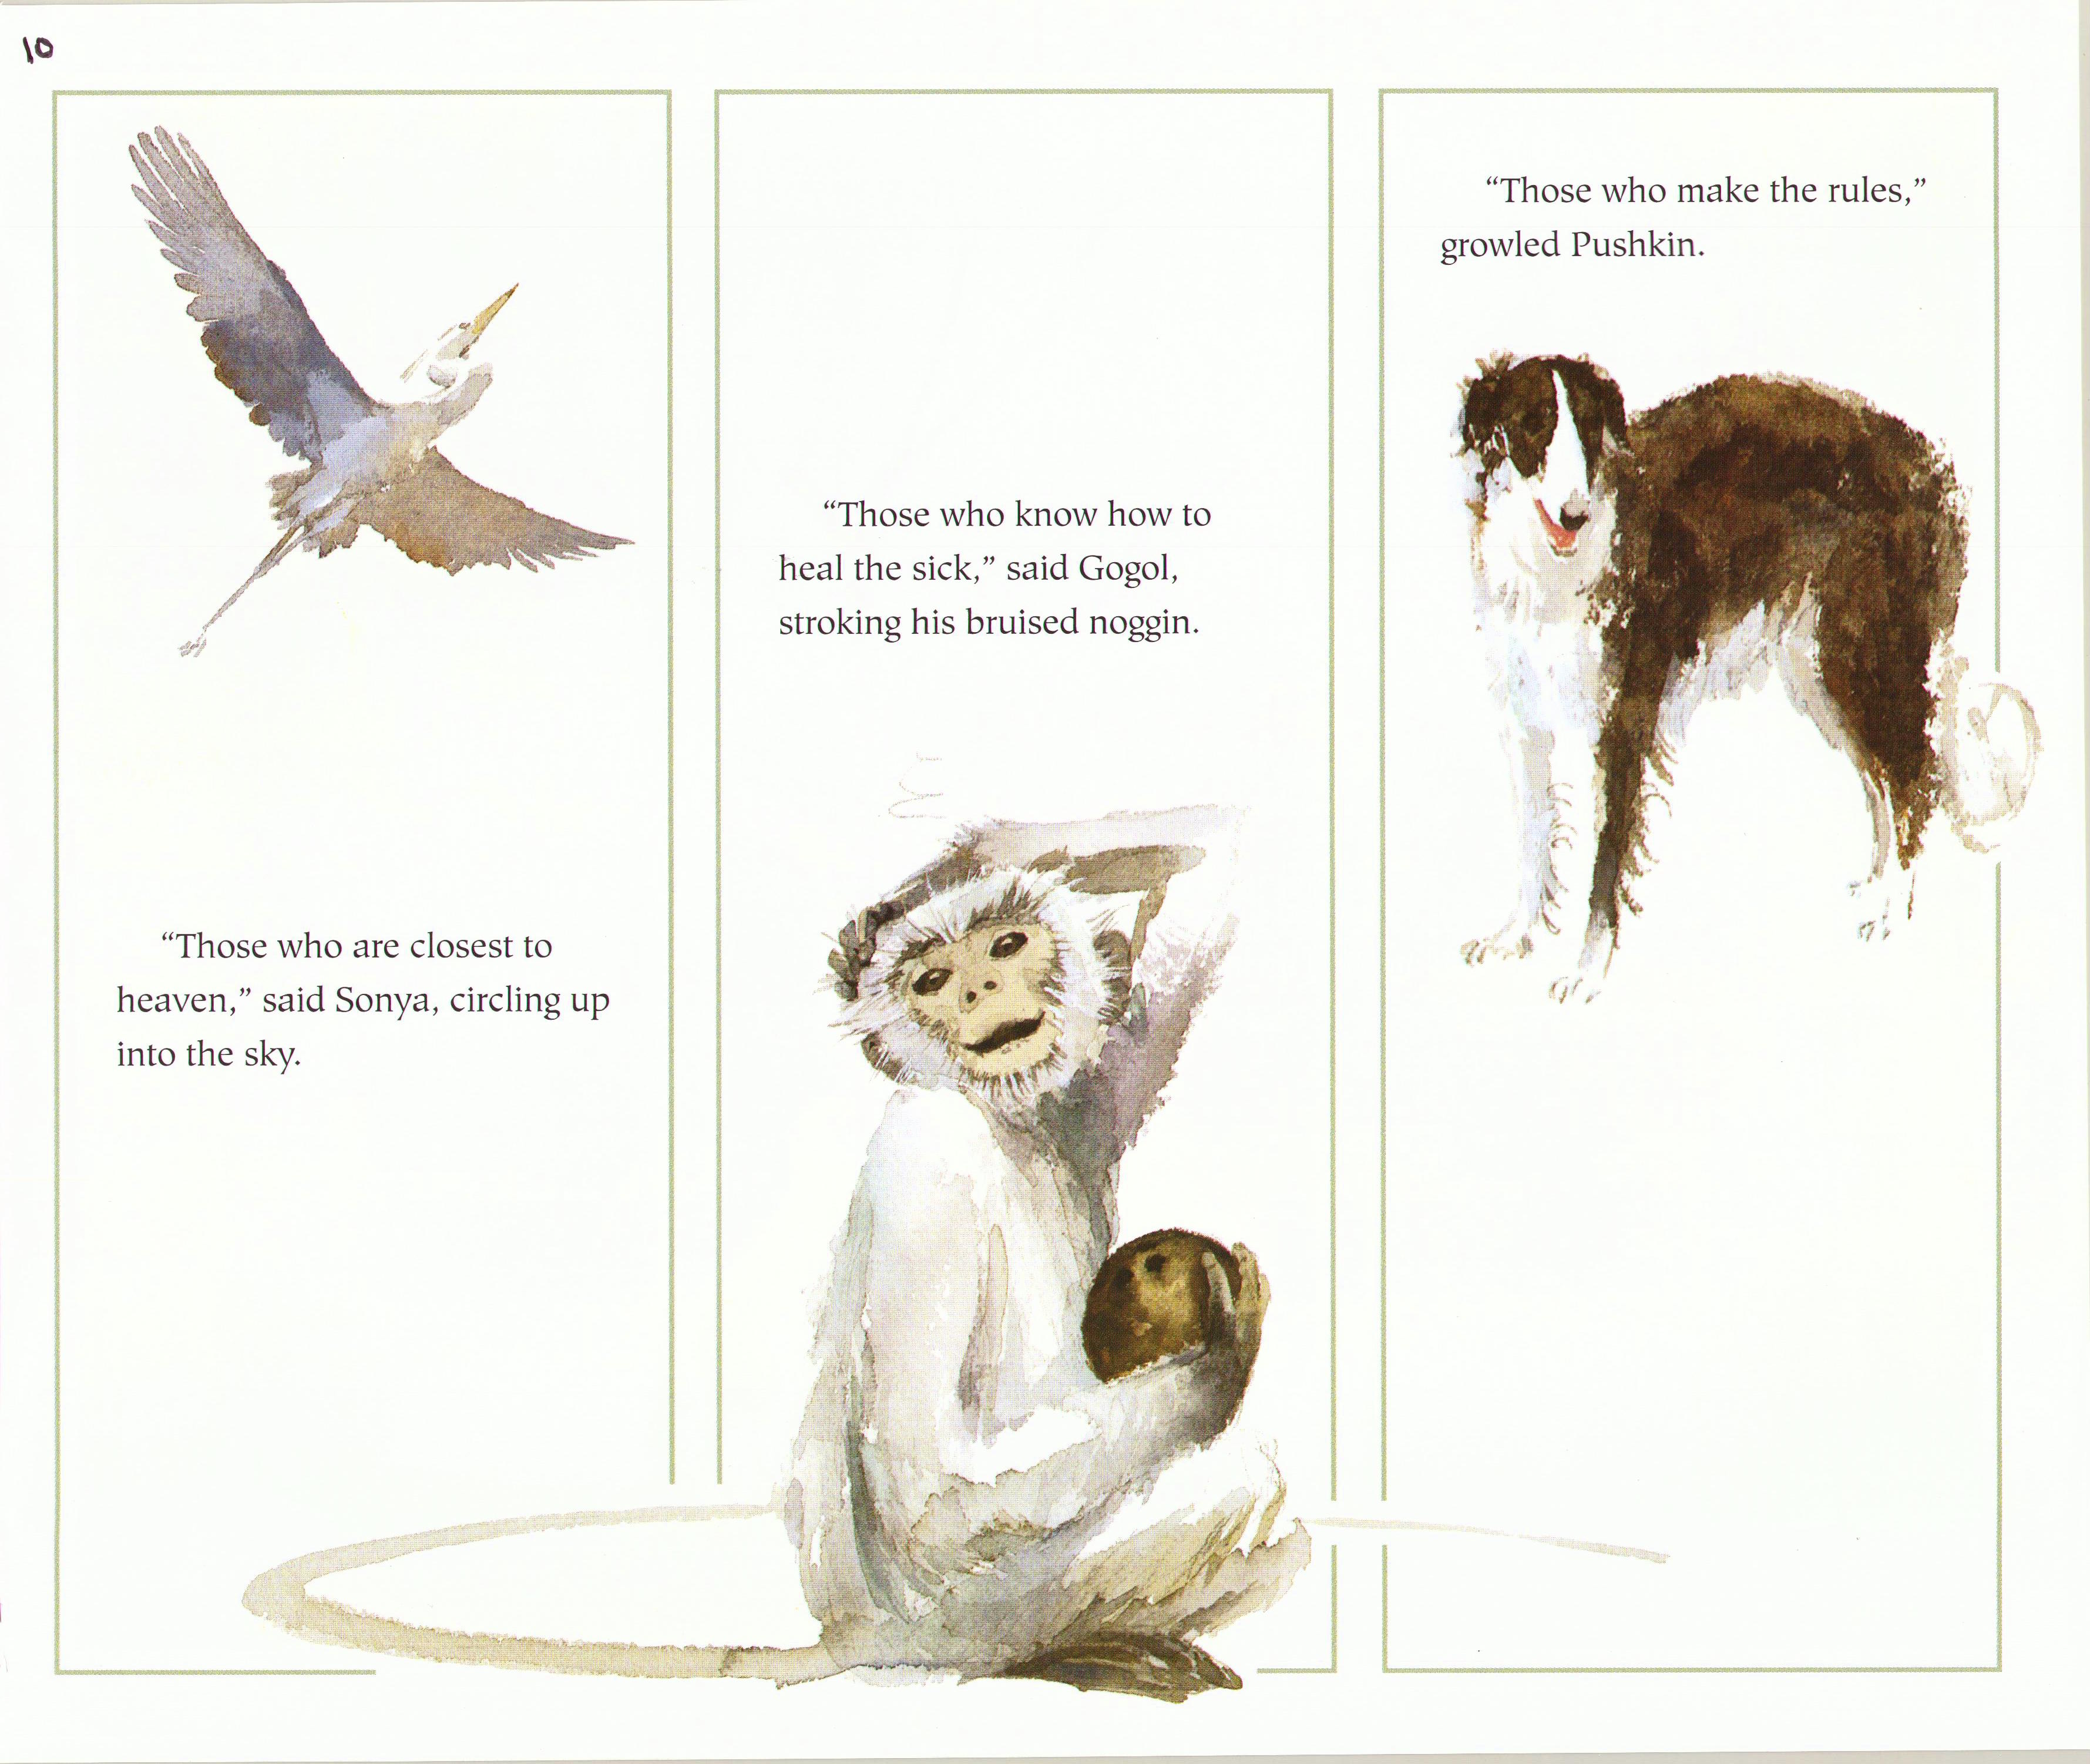 10
“Those who are closest to
heaven,” said Sonya, circling up
into the sky.
“Those who know how to
heal the sick,” said Gogol,
stroking his bruised noggin.
“Those who make the rules,”
growled Pushkin.